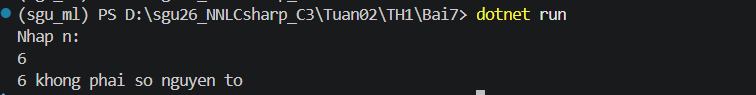 (sgu_ml) PS D:\sgu26_NNLCsharp_C3\Tuan02\TH1\Bai7> dotnet run
Nhap n:
6
6 khong phai so nguyen to